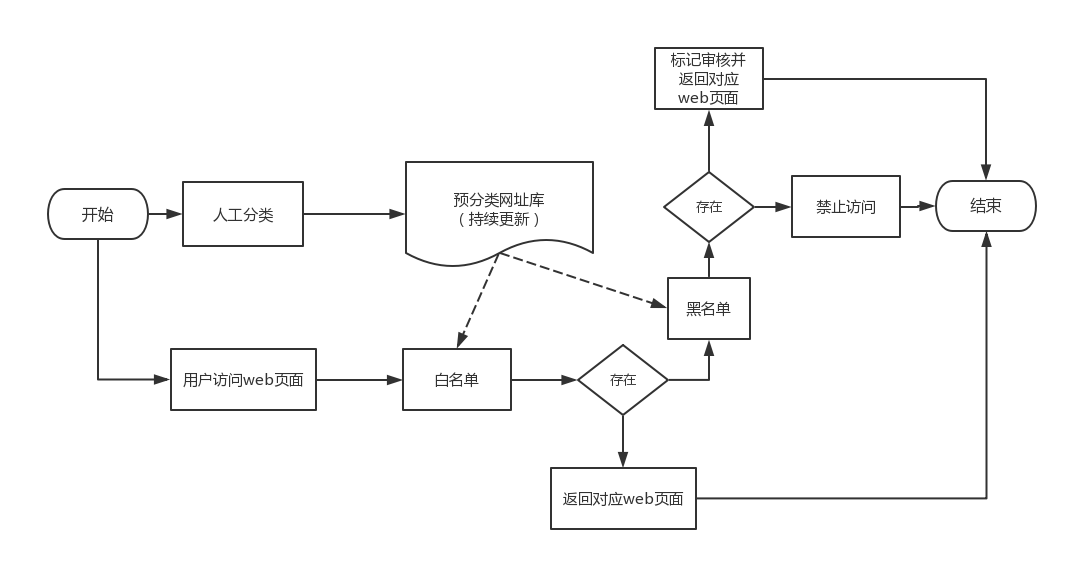 标记审核并
返回对应
web页面
开始
人工分类
预分类网址库
（持续更新）
存在
禁止访问
结束
黑名单
用户访问web页面
白名单
存在
返回对应web页面